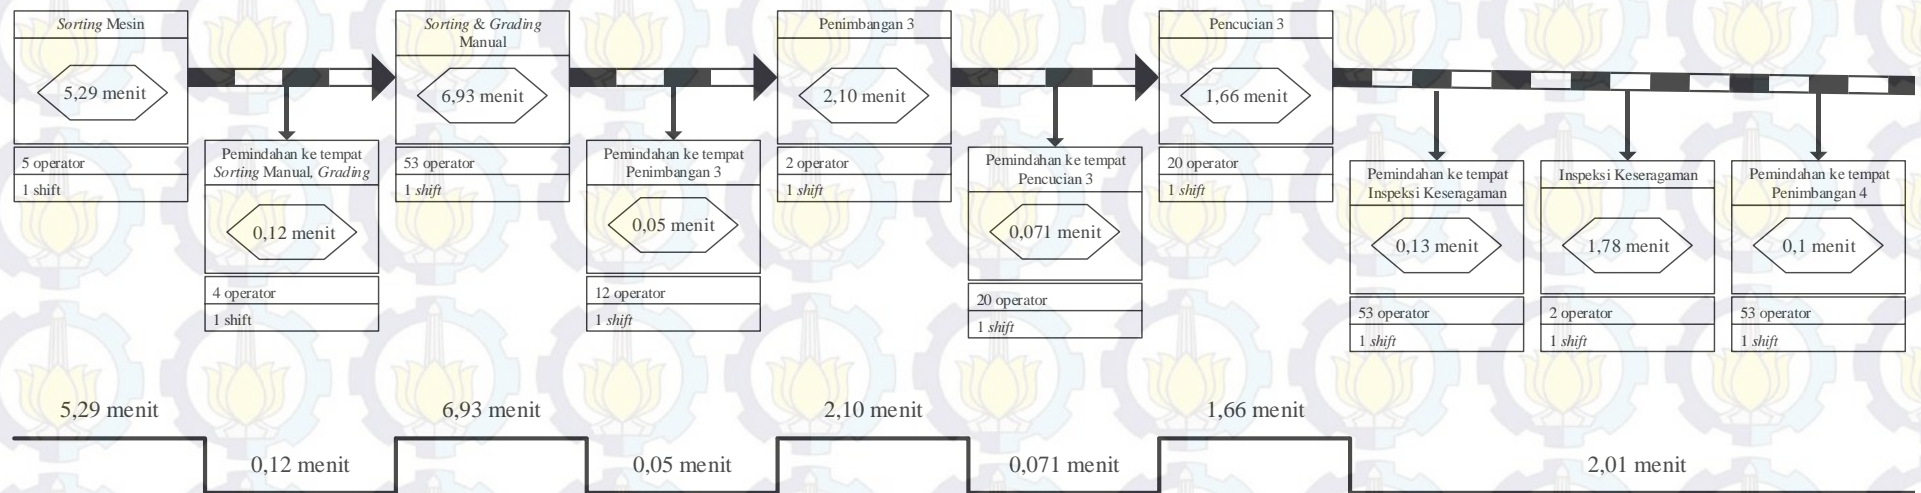 Sorting Mesin
5,29 menit
5 operator
1 shift
Pemindahan ke tempat
Sorting Manual, Grading
0,12 menit
4 operator
1 shift
Sorting & Grading
Manual
6,93 menit
53 operator
1 shift
Pemindahan ke tempat
Penimbangan 3
0,05 menit
12 operator
1 shift
Penimbangan 3
2,10 menit
2 operator
1 shift
Pemindahan ke tempat
Pencucian 3
0,071 menit
20 operator
1 shift
Pencucian 3
1,66 menit
20 operator
1 shift
Pemindahan ke tempat
Inspeksi Keseragaman
0,13 menit
53 operator
1 shift
Inspeksi Keseragaman
1,78 menit
2 operator
1 shift
Pemindahan ke tempat
Penimbangan 4
0,1 menit
53 operator
1 shift
5,29 menit
0,12 menit
6,93 menit
0,05 menit
2,10 menit
0,071 menit
1,66 menit
2,01 menit